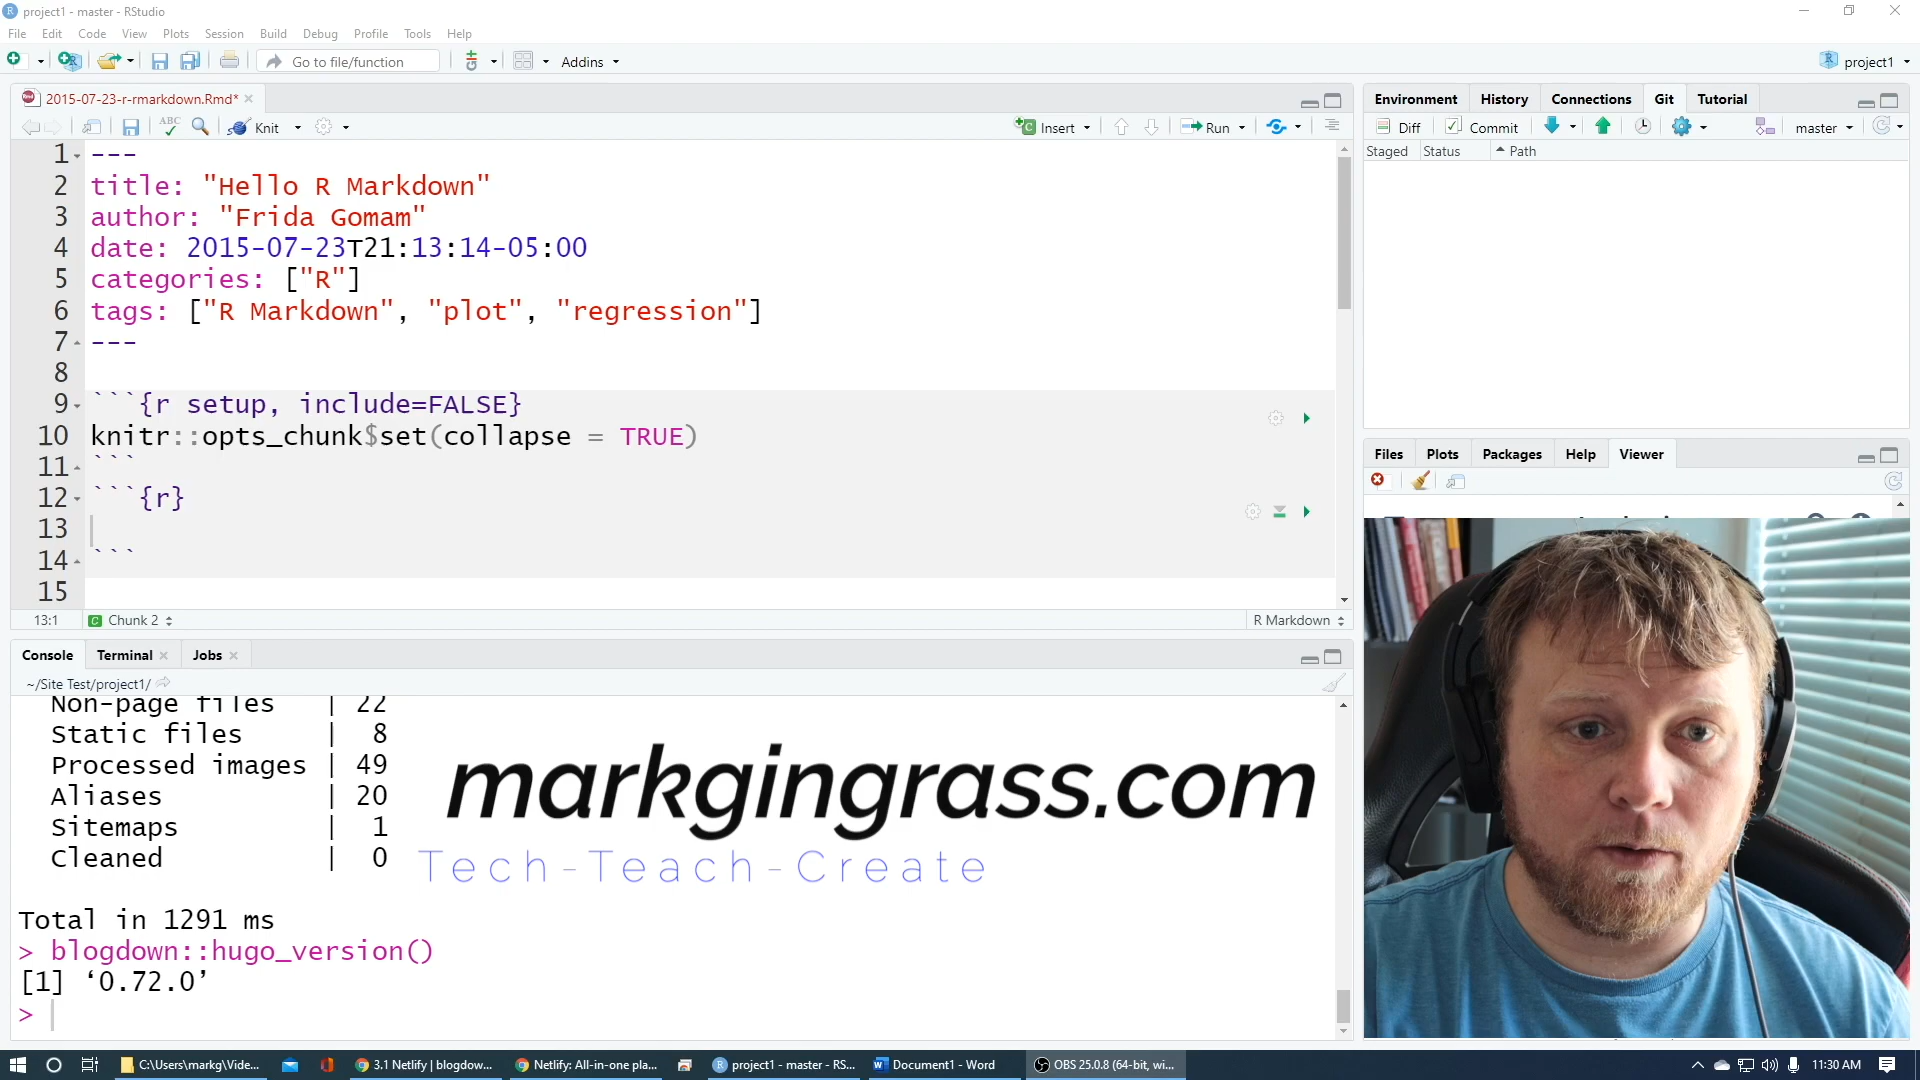 project1 - master - RStudio
File Edit Code View Plots Session Build Debug Profile Tools Help
Go to file/function Addins project1
2015-07-23-r-rmarkdown.Rmd*
ABC Knit Insert Run
1 ---
2 title: "Hello R Markdown"
3 author: "Frida Gomam"
4 date: 2015-07-23T21:13:14-05:00
5 categories: ["R"]
6 tags: ["R Markdown", "plot", "regression"]
7 ---
8
9 ```{r setup, include=FALSE}
10 knitr::opts_chunk$set(collapse = TRUE)
11 ```
12 ```{r}
13
14 ```
15
13:1 Chunk 2 R Markdown
Console Terminal Jobs
~/Site Test/project1/
Non-page files | 22
Static files | 8
Processed images | 49
Aliases | 20
Sitemaps | 1
Cleaned | 0
Total in 1291 ms
> blogdown::hugo_version()
[1] ‘0.72.0’
>
markgingrass.com
Tech-Teach-Create
Environment History Connections Git Tutorial
Diff Commit master
Staged Status Path
Files Plots Packages Help Viewer
C:\Users\markg\Vide...
3.1 Netlify | blogdow...
Netlify: All-in-one pla...
project1 - master - RS...
Document1 - Word
OBS 25.0.8 (64-bit, wi...
11:30 AM